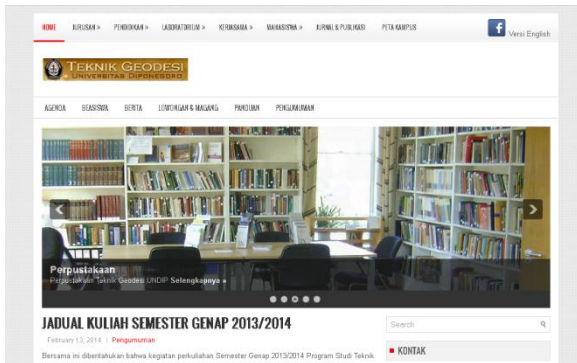 HOME JURUSAN » PENDIDIKAN » LABORATORIUM » KERJASAMA » MAHASISWA » JURNAL & PUBLIKASI PETA KAMPUS
f Versi English
TEKNIK GEODESI
UNIVERSITAS DIPONEGORO
AGENDA BEASISWA BERITA LOWONGAN & MAGANG PANDUAN PENGUMUMAN
Perpustakaan
Perpustakaan Teknik Geodesi UNDIP Selengkapnya »
JADUAL KULIAH SEMESTER GENAP 2013/2014
Search
February 13, 2014 | Pengumuman
Bersama ini diberitahukan bahwa kegiatan perkuliahan Semester Genap 2013/2014 Program Studi Teknik
KONTAK